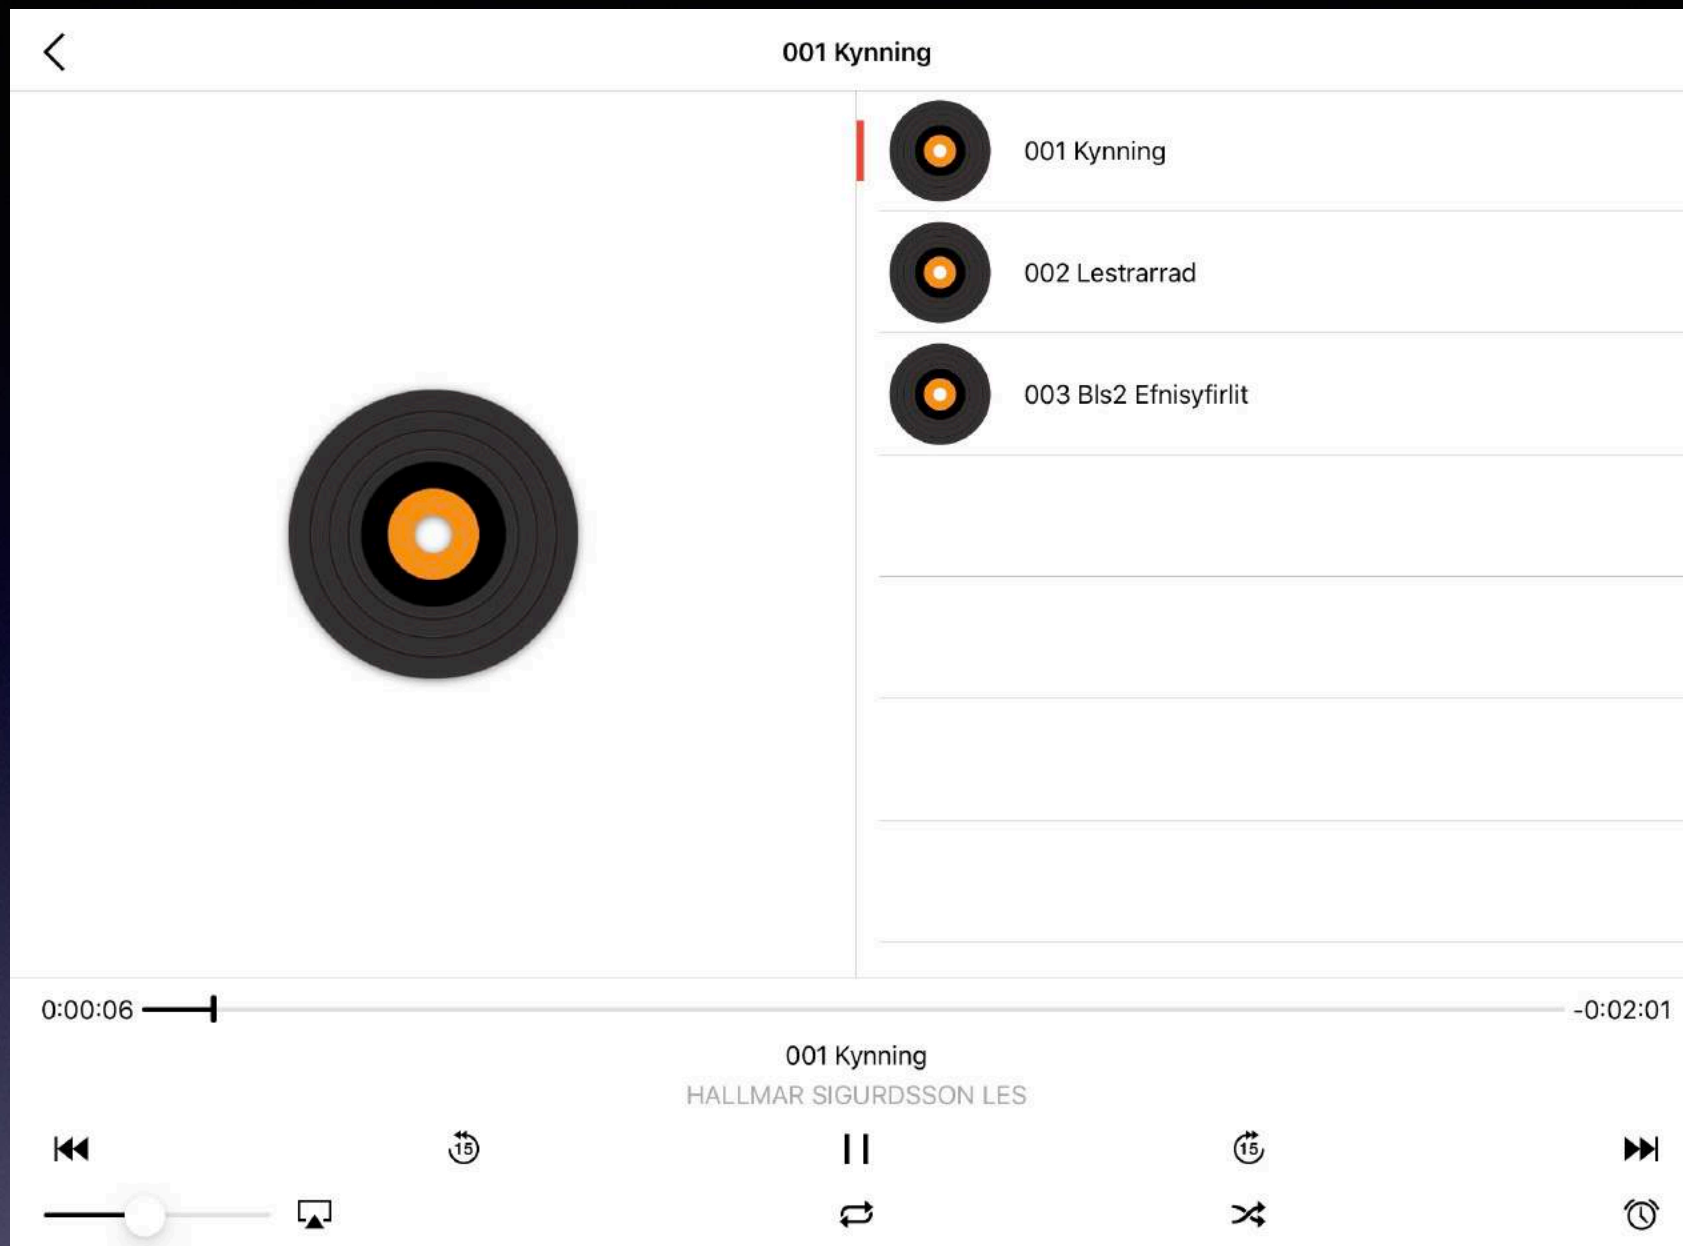 001 Kynning
001 Kynning
002 Lestrarrad
003 Bls2 Efnisyfirlit
0:00:06 -0:02:01
001 Kynning
HALLMAR SIGURDSSON LES
15 15